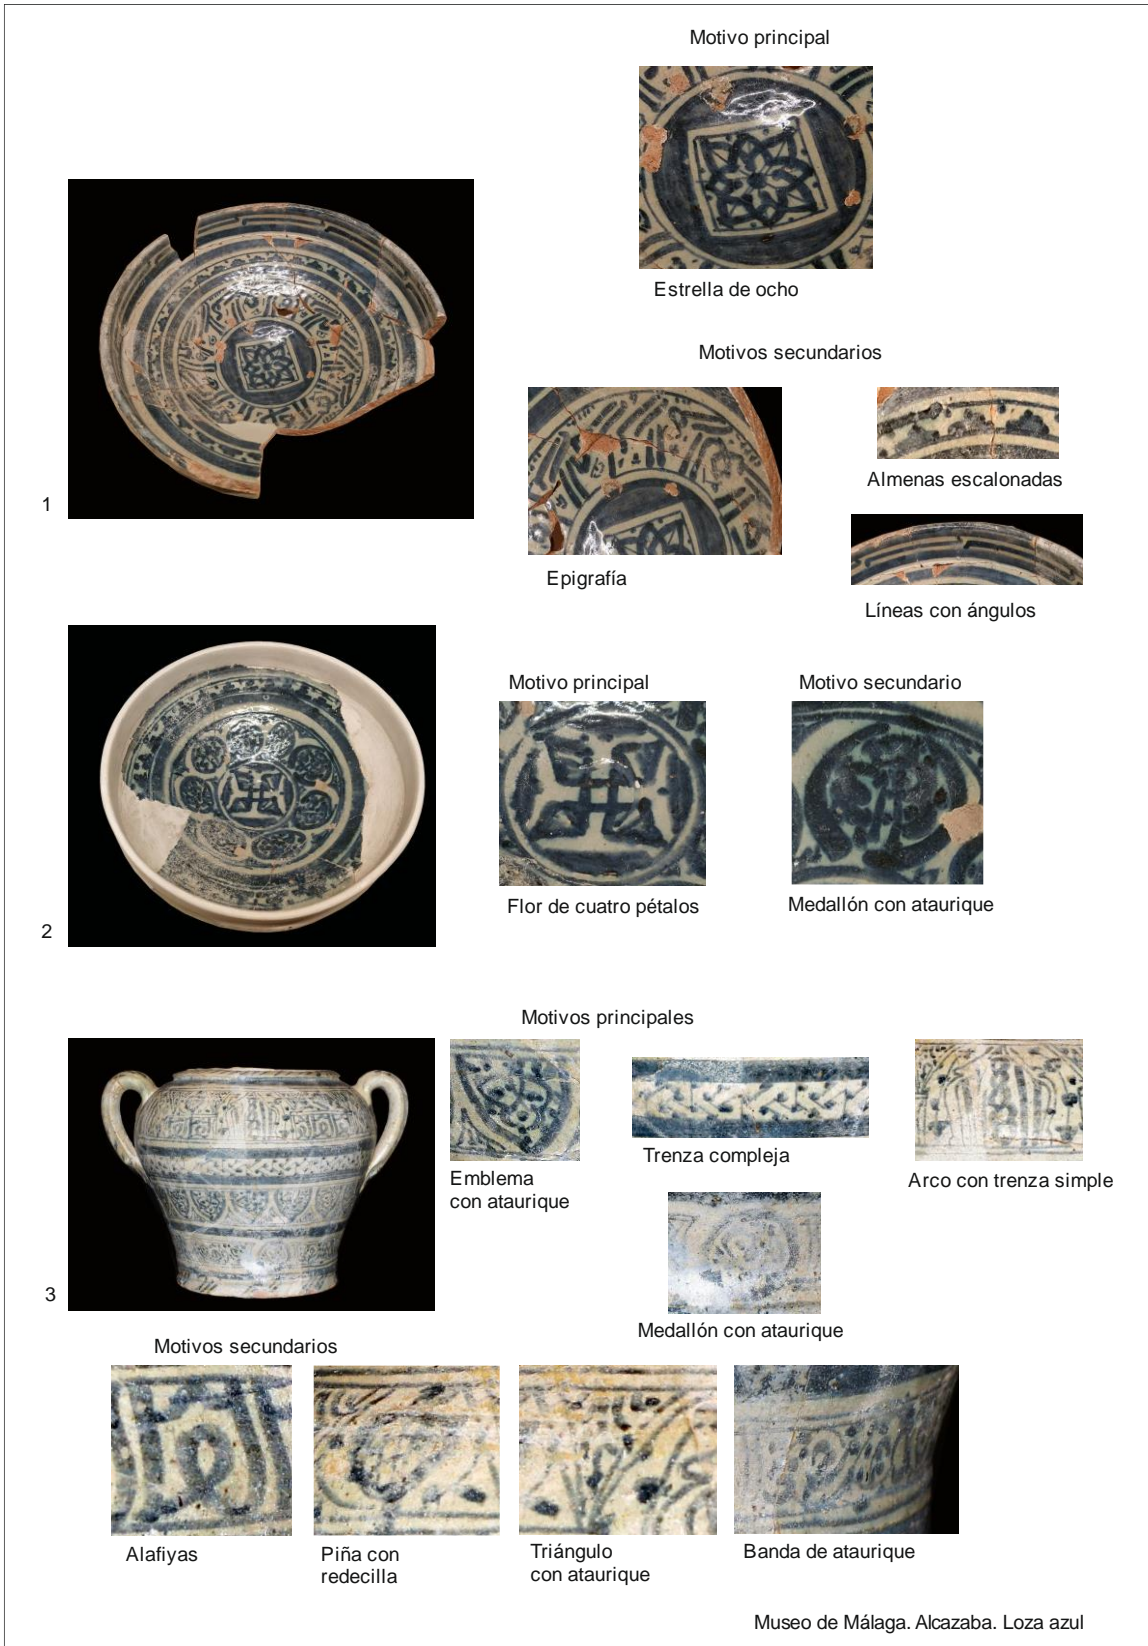 Motivo principal
Estrella de ocho
Motivos secundarios
Epigrafía
Almenas escalonadas
Líneas con ángulos
1
Motivo principal
Flor de cuatro pétalos
Motivo secundario
Medallón con ataurique
2
Motivos principales
Emblema
con ataurique
Trenza compleja
Arco con trenza simple
Medallón con ataurique
3
Motivos secundarios
Alafiyas
Piña con
redecilla
Triángulo
con ataurique
Banda de ataurique
Museo de Málaga. Alcazaba. Loza azul